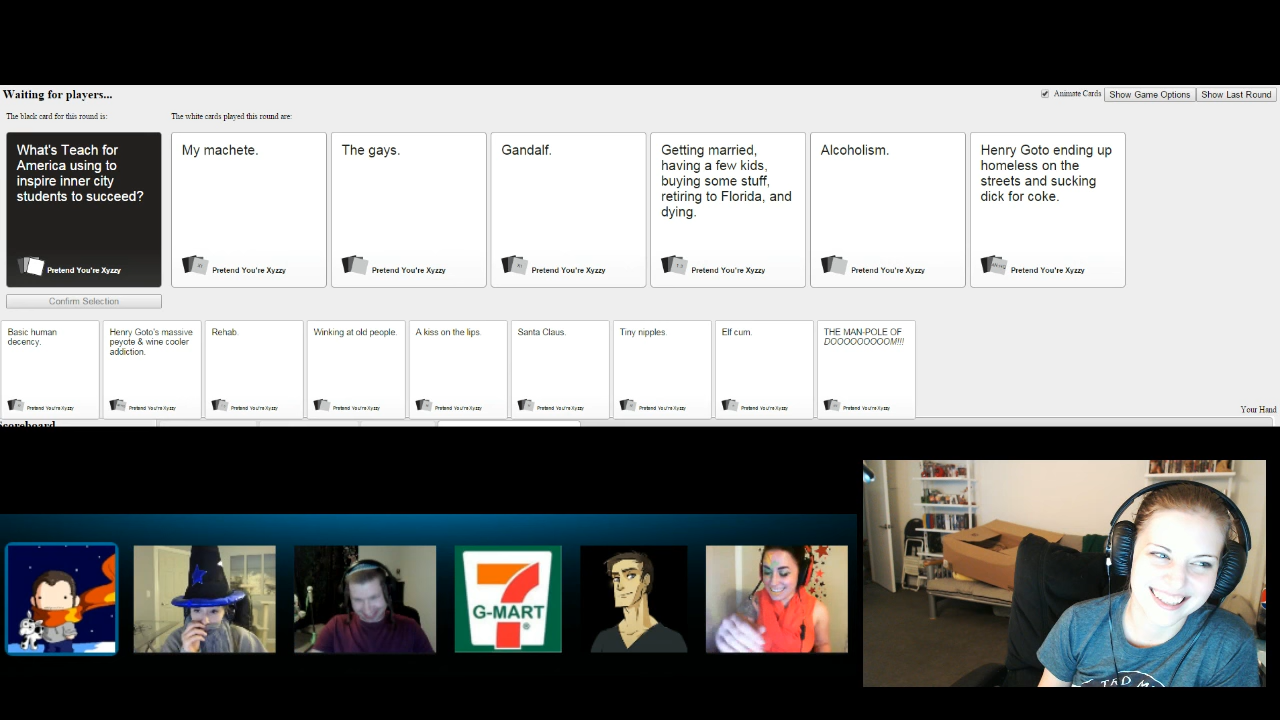 Waiting for players...
Animate Cards
Show Game Options
Show Last Round
The black card for this round is:
The white cards played this round are:
What's Teach for
America using to
inspire inner city
students to succeed?
Pretend You're Xyzzy
My machete.
Pretend You're Xyzzy
The gays.
Pretend You're Xyzzy
Gandalf.
Pretend You're Xyzzy
Getting married,
having a few kids,
buying some stuff,
retiring to Florida, and
dying.
Pretend You're Xyzzy
Alcoholism.
Pretend You're Xyzzy
Henry Goto ending up
homeless on the
streets and sucking
dick for coke.
Pretend You're Xyzzy
Confirm Selection
Basic human
decency.
Pretend You're Xyzzy
Henry Goto's massive
peyote & wine cooler
addiction.
Pretend You're Xyzzy
Rehab.
Pretend You're Xyzzy
Winking at old people.
Pretend You're Xyzzy
A kiss on the lips.
Pretend You're Xyzzy
Santa Claus.
Pretend You're Xyzzy
Tiny nipples.
Pretend You're Xyzzy
Elf cum.
Pretend You're Xyzzy
THE MAN-POLE OF
DOOOOOOOOM!!!
Pretend You're Xyzzy
Your Hand
Scoreboard
7
G-MART
TAP